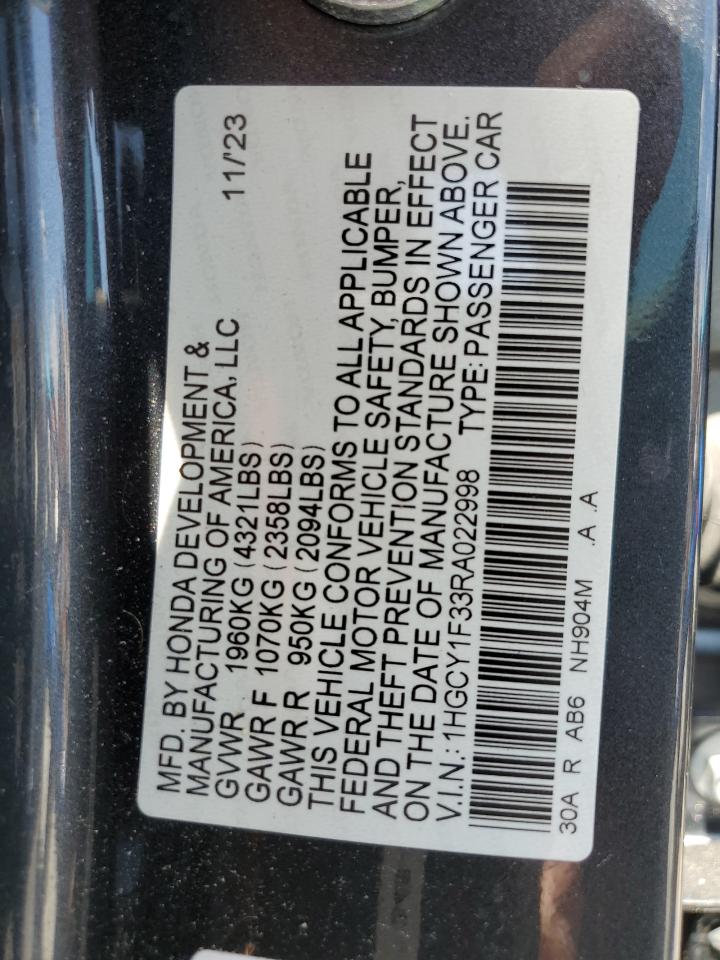 MFD. BY HONDA DEVELOPMENT & 11/'23
MANUFACTURING OF AMERICA, LLC
GVWR 1960KG (4321LBS)
GAWR F 1070KG (2358LBS)
GAWR R 950KG (2094LBS)
THIS VEHICLE CONFORMS TO ALL APPLICABLE
FEDERAL MOTOR VEHICLE SAFETY, BUMPER,
AND THEFT PREVENTION STANDARDS IN EFFECT
ON THE DATE OF MANUFACTURE SHOWN ABOVE.
V.I.N.: 1HGCY1F33RA022998 TYPE: PASSENGER CAR
30A R AB6 NH904M .A .A